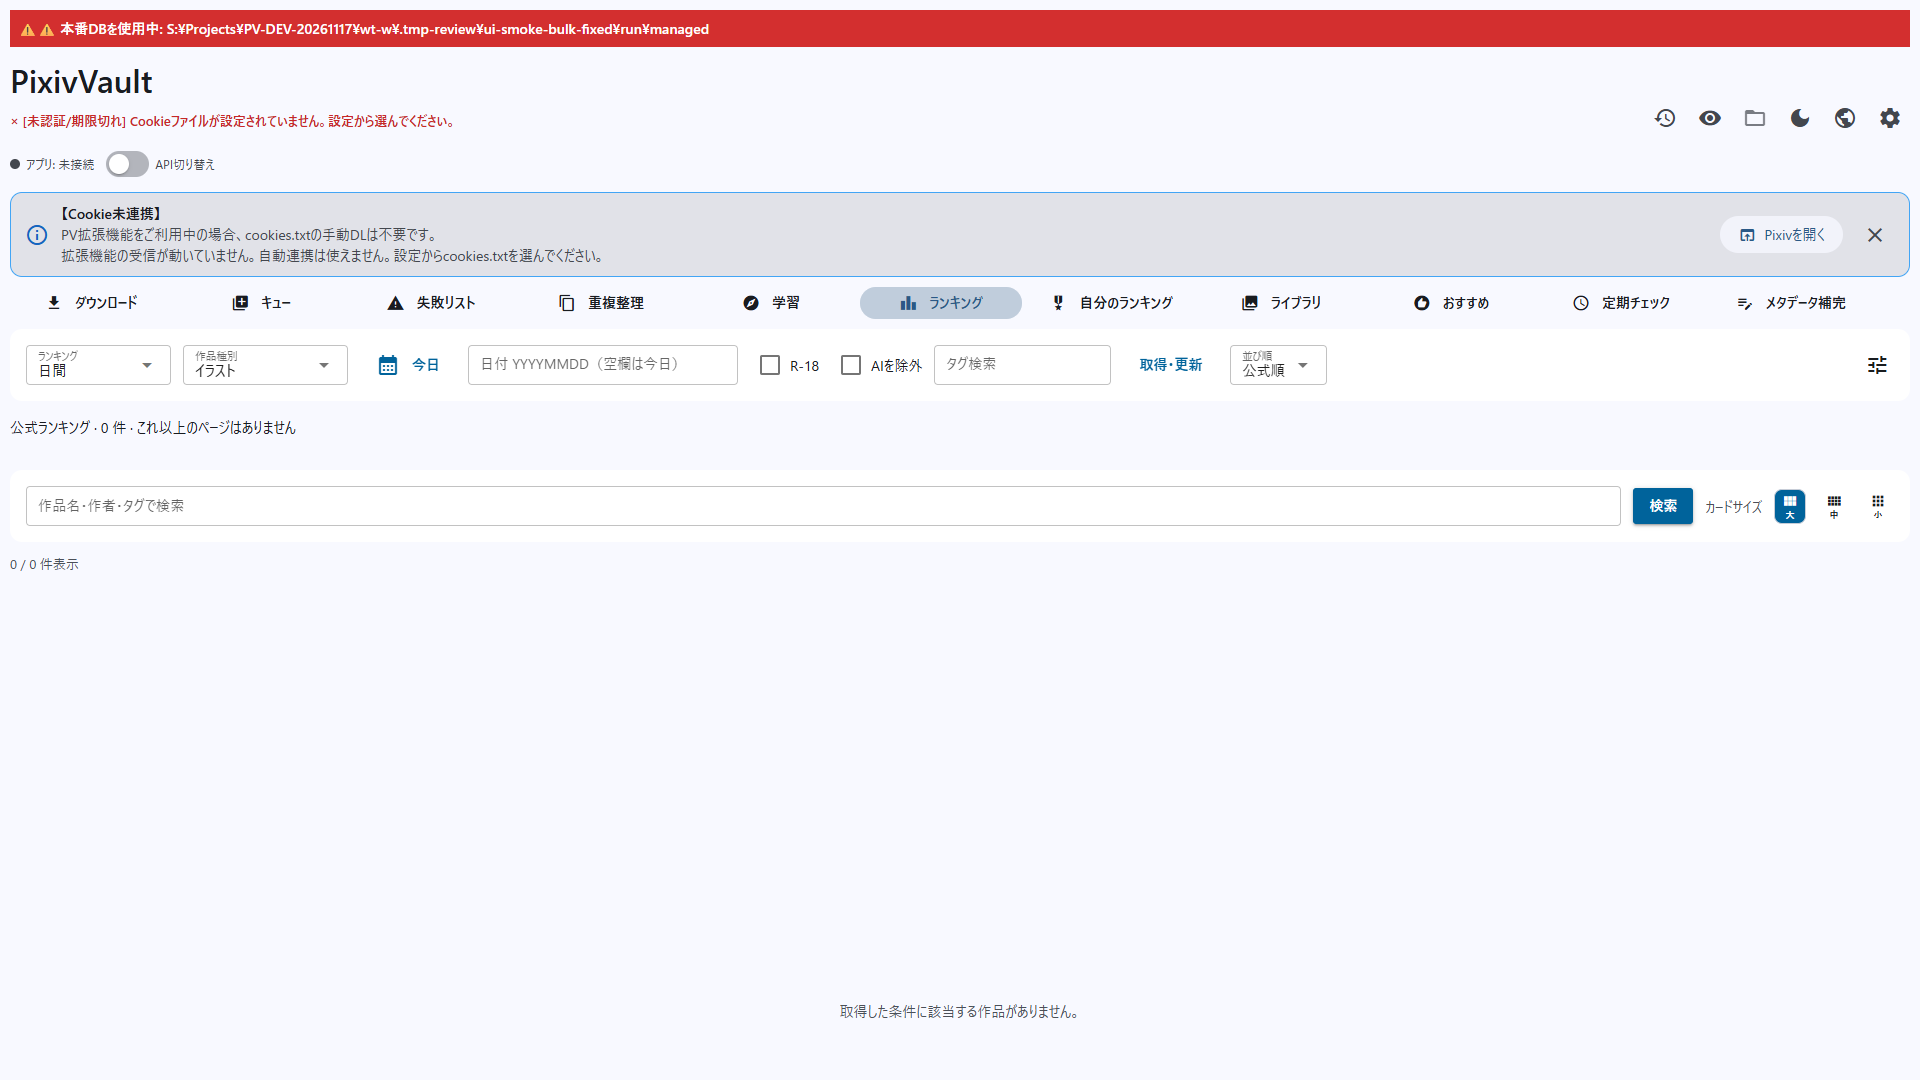 本番DBを使用中: S:¥Projects¥PV-DEV-20261117¥wt-w¥.tmp-review¥ui-smoke-bulk-fixed¥run¥managed
PixivVault
× [未認証/期限切れ] Cookieファイルが設定されていません。設定から選んでください。
アプリ: 未接続 API切り替え
【Cookie未連携】
PV拡張機能をご利用中の場合、cookies.txtの手動DLは不要です。
拡張機能の受信が動いていません。自動連携は使えません。設定からcookies.txtを選んでください。
Pixivを開く
ダウンロード キュー 失敗リスト 重複整理 学習 ランキング 自分のランキング ライブラリ おすすめ 定期チェック メタデータ補完
ランキング 作品種別 並び順
日間 イラスト 今日 日付 YYYYMMDD（空欄は今日） R-18 AIを除外 タグ検索 取得・更新 公式順
公式ランキング · 0 件 · これ以上のページはありません
作品名・作者・タグで検索 検索 カードサイズ 大 中 小
0 / 0 件表示
取得した条件に該当する作品がありません。